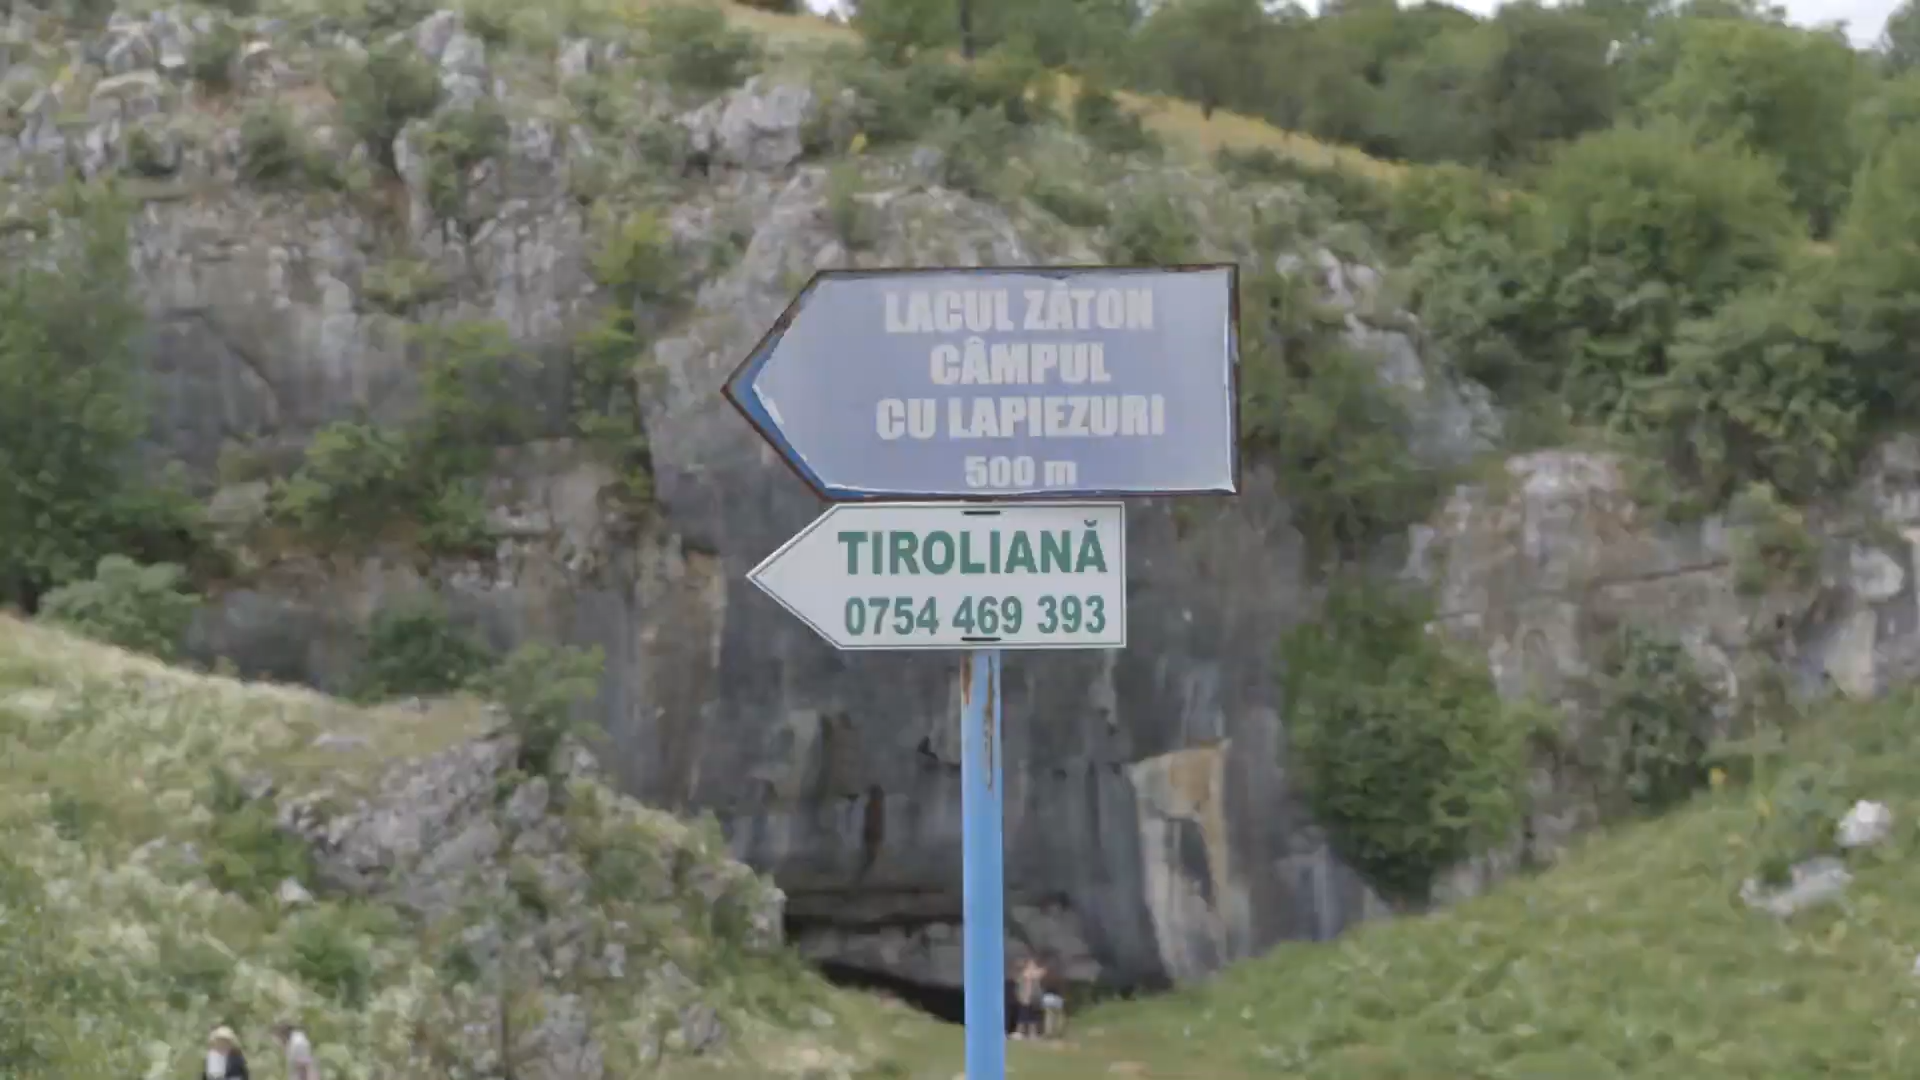 LACUL ZATON
CÂMPUL
CU LAPIEZURI
500 m
TIROLIANĂ
0754 469 393